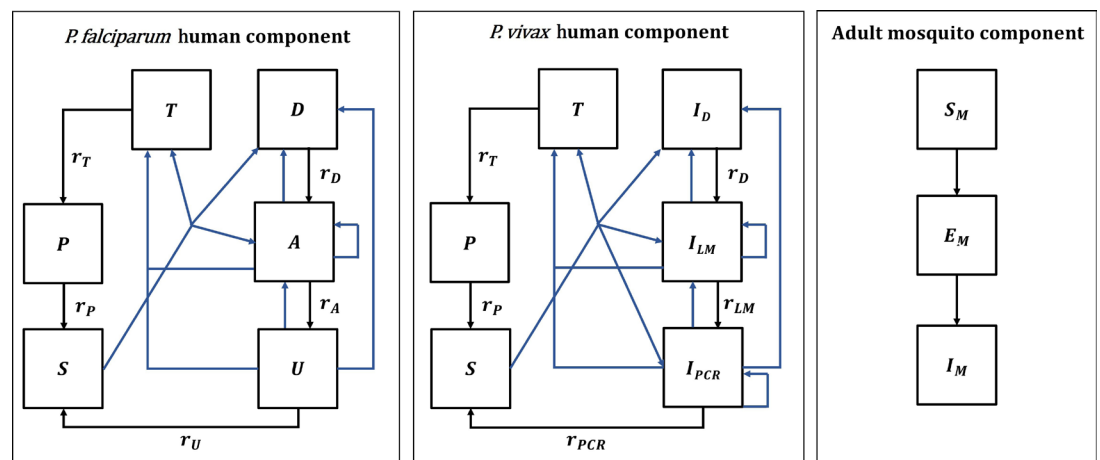 P. falciparum human component
T
D
r_T
r_D
P
A
r_P
r_A
S
U
r_U
P. vivax human component
T
I_D
r_T
r_D
P
I_LM
r_P
r_LM
S
I_PCR
r_PCR
Adult mosquito component
S_M
E_M
I_M